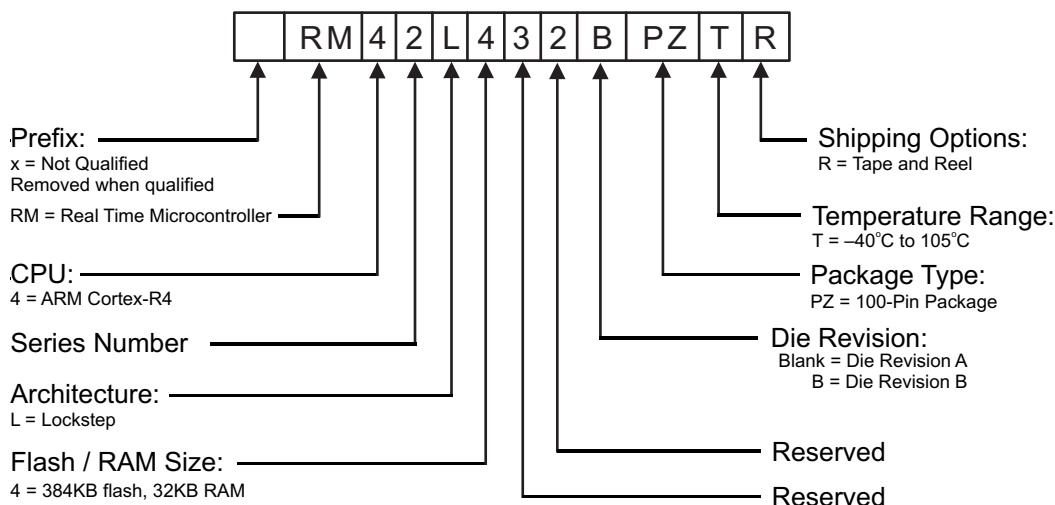 RM 4 2 L 4 3 2 B PZ T R
Prefix:
x = Not Qualified
Removed when qualified
RM = Real Time Microcontroller
CPU:
4 = ARM Cortex-R4
Series Number
Architecture:
L = Lockstep
Flash / RAM Size:
4 = 384KB flash, 32KB RAM
Shipping Options:
R = Tape and Reel
Temperature Range:
T = –40°C to 105°C
Package Type:
PZ = 100-Pin Package
Die Revision:
Blank = Die Revision A
B = Die Revision B
Reserved
Reserved